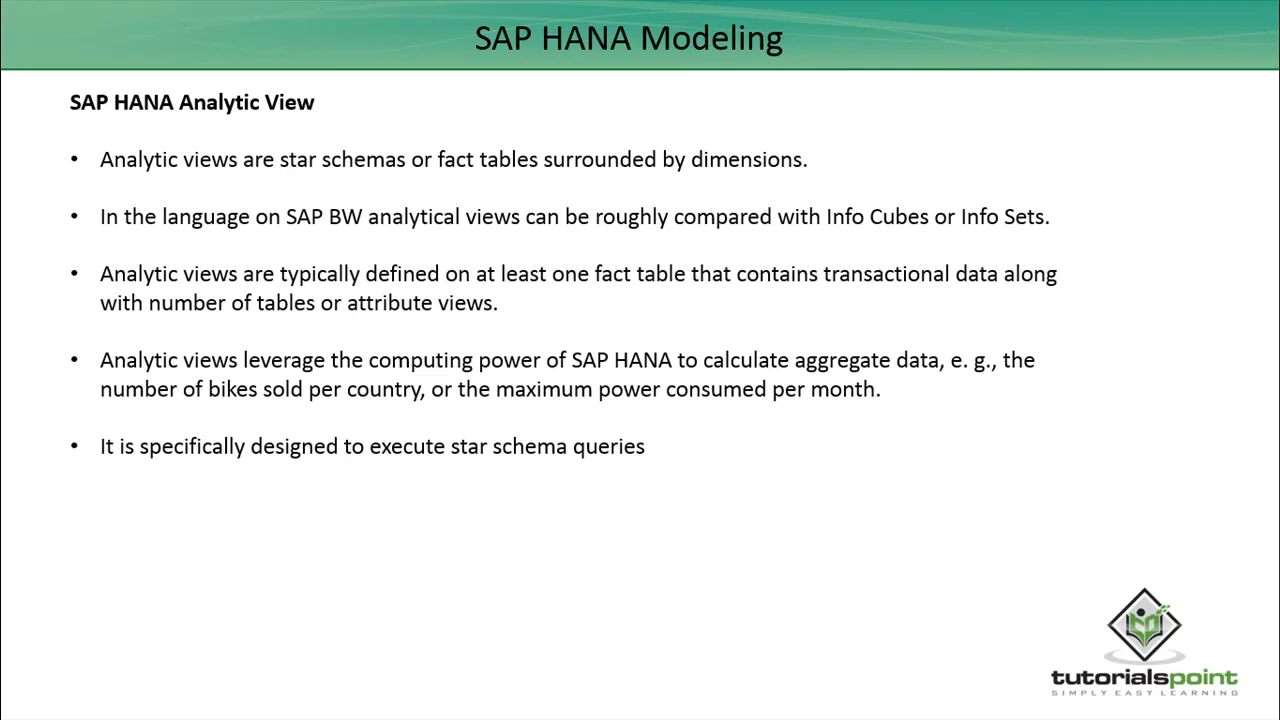 SAP HANA Modeling
SAP HANA Analytic View
• Analytic views are star schemas or fact tables surrounded by dimensions.
• In the language on SAP BW analytical views can be roughly compared with Info Cubes or Info Sets.
• Analytic views are typically defined on at least one fact table that contains transactional data along
with number of tables or attribute views.
• Analytic views leverage the computing power of SAP HANA to calculate aggregate data, e. g., the
number of bikes sold per country, or the maximum power consumed per month.
• It is specifically designed to execute star schema queries
tutorialspoint
SIMPLY EASY LEARNING